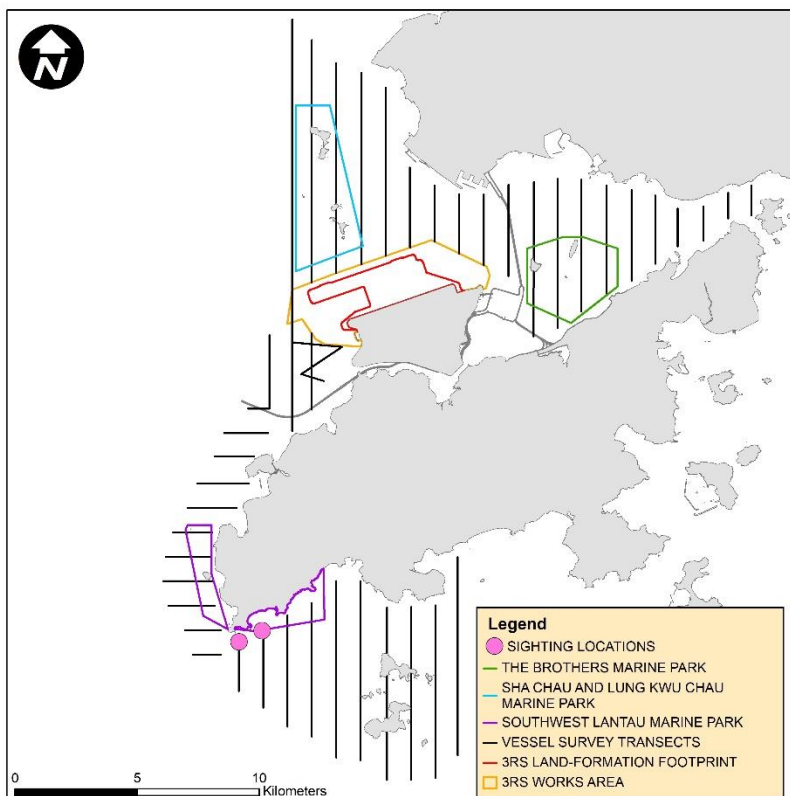 N
Legend
SIGHTING LOCATIONS
THE BROTHERS MARINE PARK
SHA CHAU AND LUNG KWU CHAU
MARINE PARK
SOUTHWEST LANTAU MARINE PARK
VESSEL SURVEY TRANSECTS
3RS LAND-FORMATION FOOTPRINT
3RS WORKS AREA
0 5 10
Kilometers